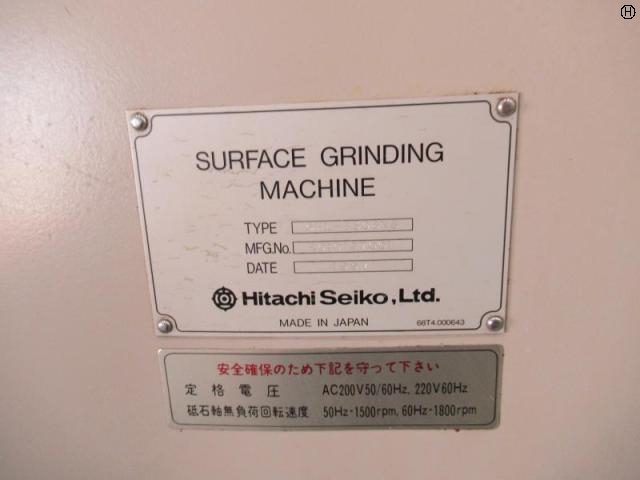 SURFACE GRINDING
MACHINE
TYPE
MFG.No.
DATE
Hitachi Seiko, Ltd.
MADE IN JAPAN 68T4.000643
安全確保のため下記を守って下さい
定格電圧 AC200V50/60Hz, 220V60Hz
砥石軸無負荷回転速度 50Hz-1500rpm, 60Hz-1800rpm
H